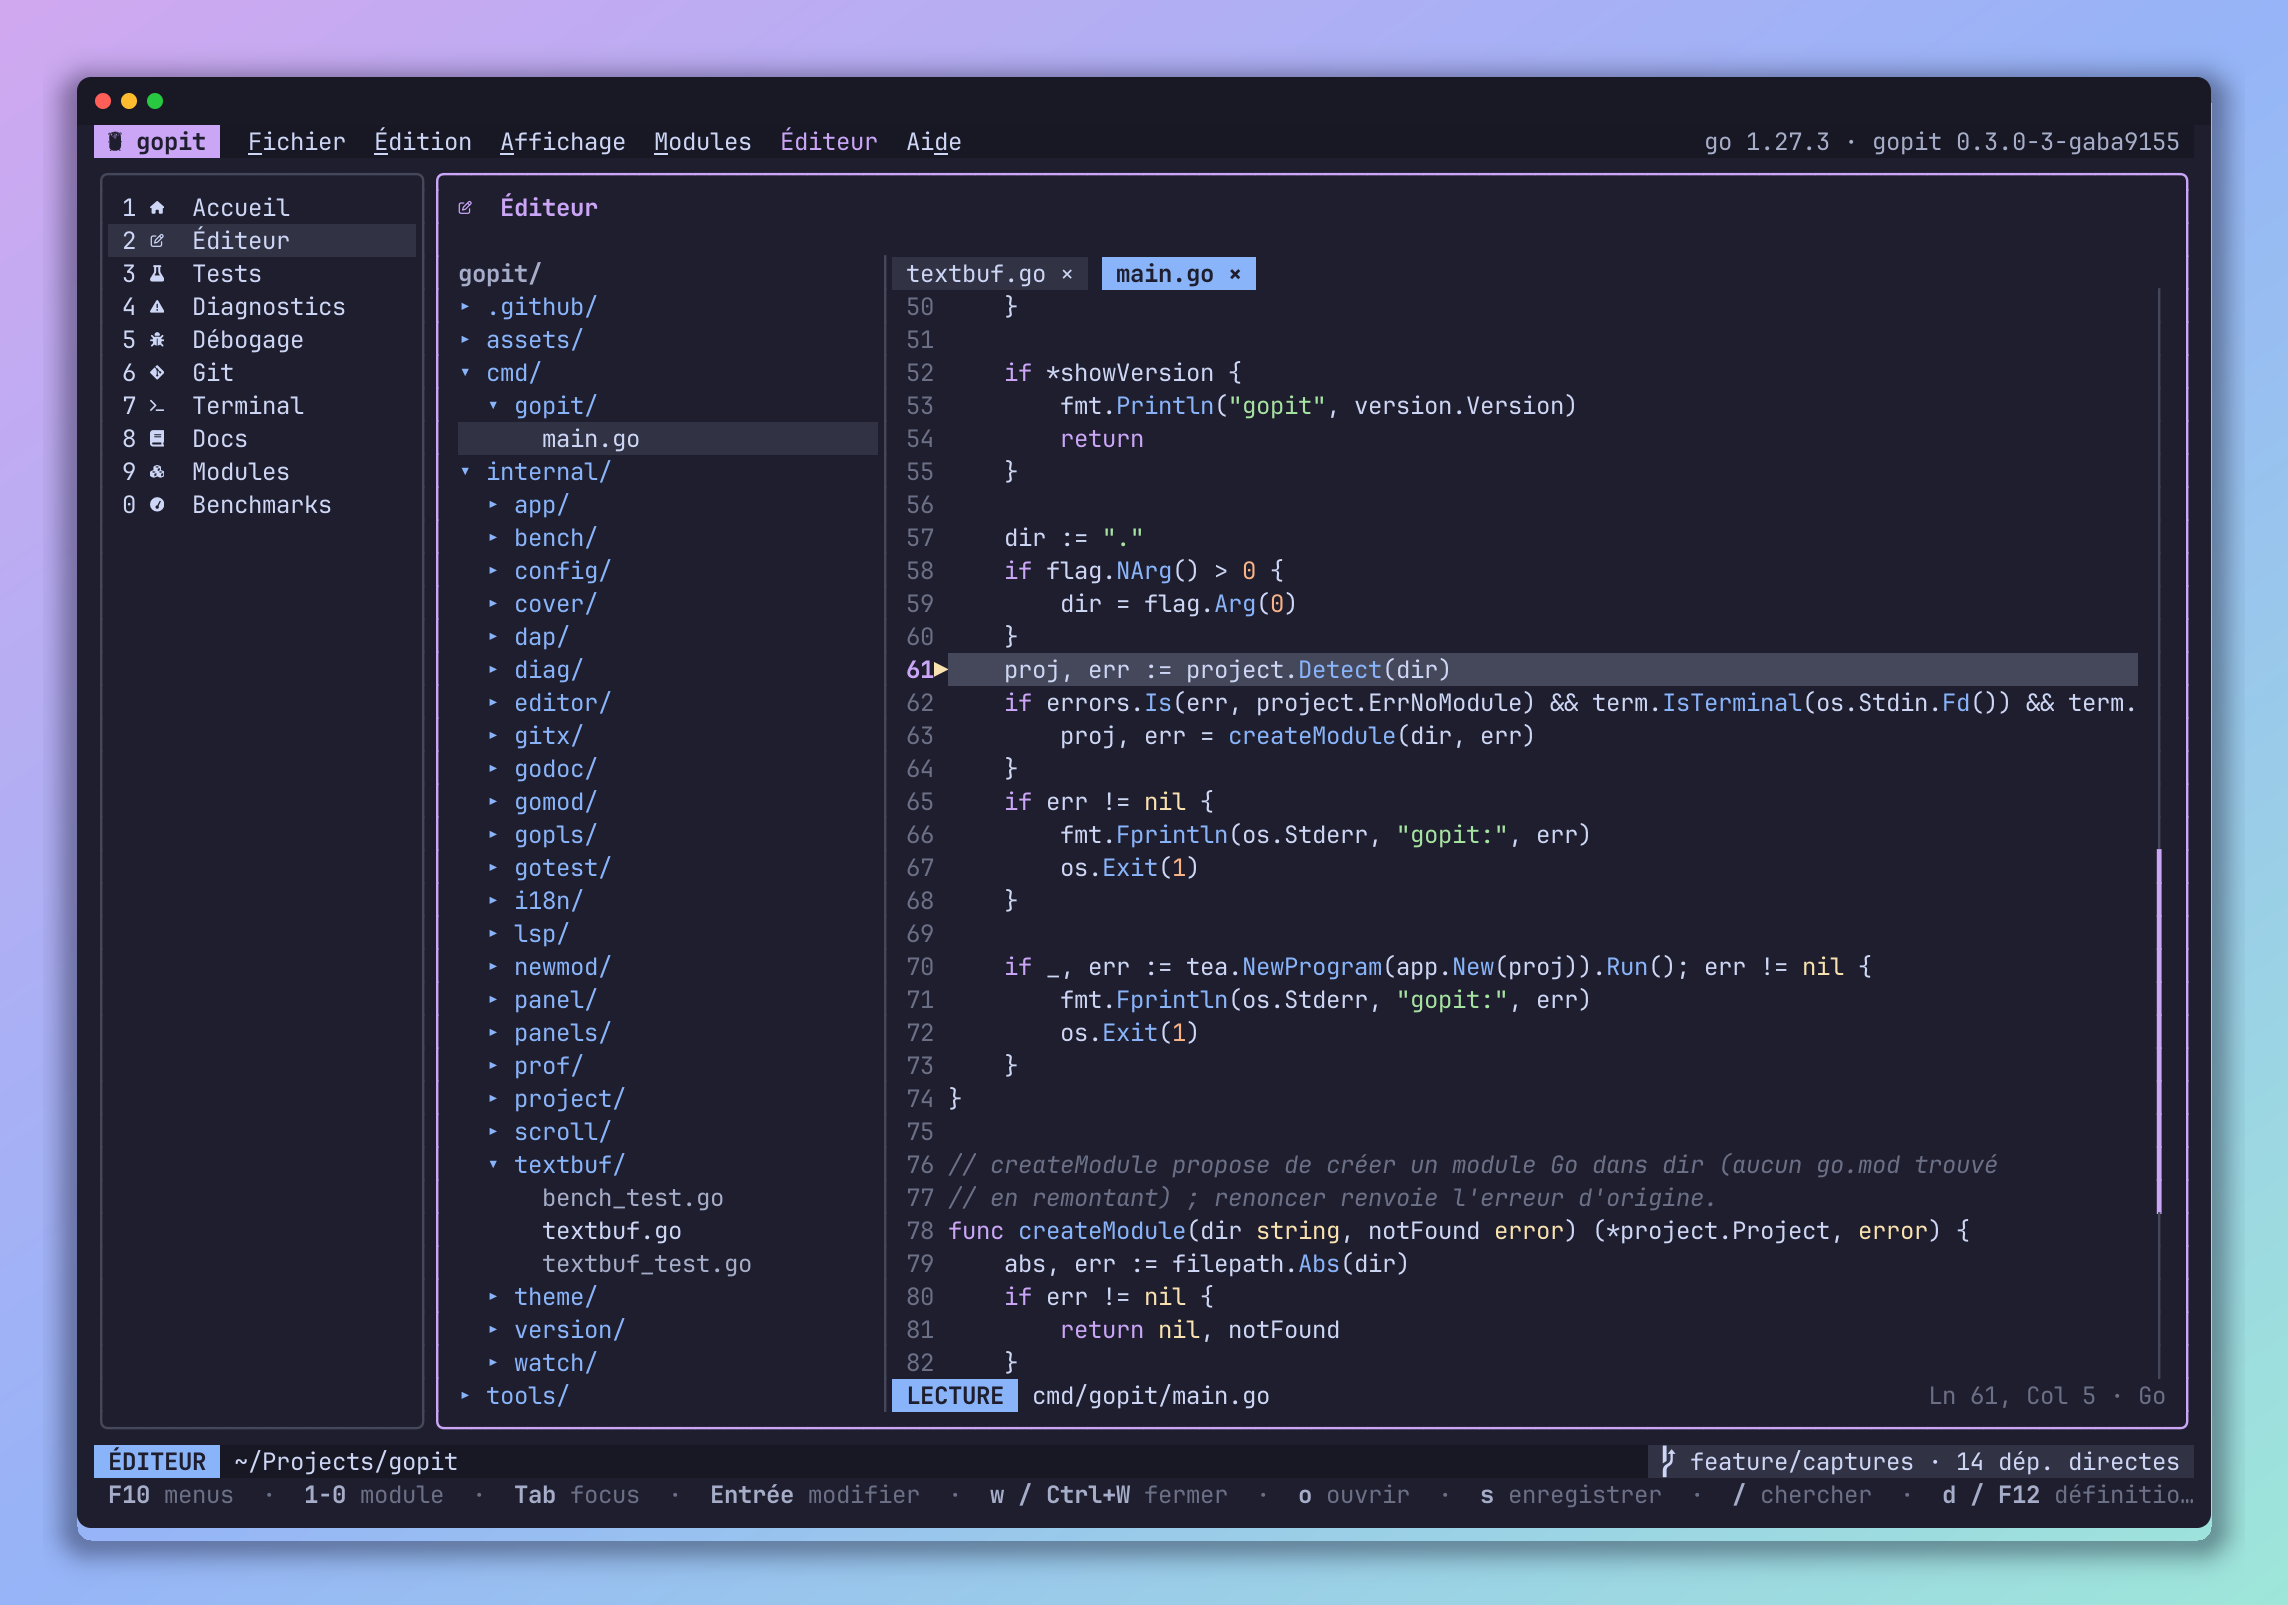 gopit Fichier Édition Affichage Modules Éditeur Aide go 1.27.3 · gopit 0.3.0-3-gaba9155
1 Accueil
2 Éditeur
3 Tests
4 Diagnostics
5 Débogage
6 Git
7 Terminal
8 Docs
9 Modules
0 Benchmarks
Éditeur
gopit/
▸ .github/
▸ assets/
▾ cmd/
▾ gopit/
main.go
▾ internal/
▸ app/
▸ bench/
▸ config/
▸ cover/
▸ dap/
▸ diag/
▸ editor/
▸ gitx/
▸ godoc/
▸ gomod/
▸ gopls/
▸ gotest/
▸ i18n/
▸ lsp/
▸ newmod/
▸ panel/
▸ panels/
▸ prof/
▸ project/
▸ scroll/
▾ textbuf/
bench_test.go
textbuf.go
textbuf_test.go
▸ theme/
▸ version/
▸ watch/
▸ tools/
textbuf.go × main.go ×
50     }
51
52     if *showVersion {
53         fmt.Println("gopit", version.Version)
54         return
55     }
56
57     dir := "."
58     if flag.NArg() > 0 {
59         dir = flag.Arg(0)
60     }
61▶    proj, err := project.Detect(dir)
62     if errors.Is(err, project.ErrNoModule) && term.IsTerminal(os.Stdin.Fd()) && term.
63         proj, err = createModule(dir, err)
64     }
65     if err != nil {
66         fmt.Fprintln(os.Stderr, "gopit:", err)
67         os.Exit(1)
68     }
69
70     if _, err := tea.NewProgram(app.New(proj)).Run(); err != nil {
71         fmt.Fprintln(os.Stderr, "gopit:", err)
72         os.Exit(1)
73     }
74 }
75
76 // createModule propose de créer un module Go dans dir (aucun go.mod trouvé
77 // en remontant) ; renoncer renvoie l'erreur d'origine.
78 func createModule(dir string, notFound error) (*project.Project, error) {
79     abs, err := filepath.Abs(dir)
80     if err != nil {
81         return nil, notFound
82     }
LECTURE cmd/gopit/main.go Ln 61, Col 5 · Go
ÉDITEUR ~/Projects/gopit feature/captures · 14 dép. directes
F10 menus · 1-0 module · Tab focus · Entrée modifier · w / Ctrl+W fermer · o ouvrir · s enregistrer · / chercher · d / F12 définitio…